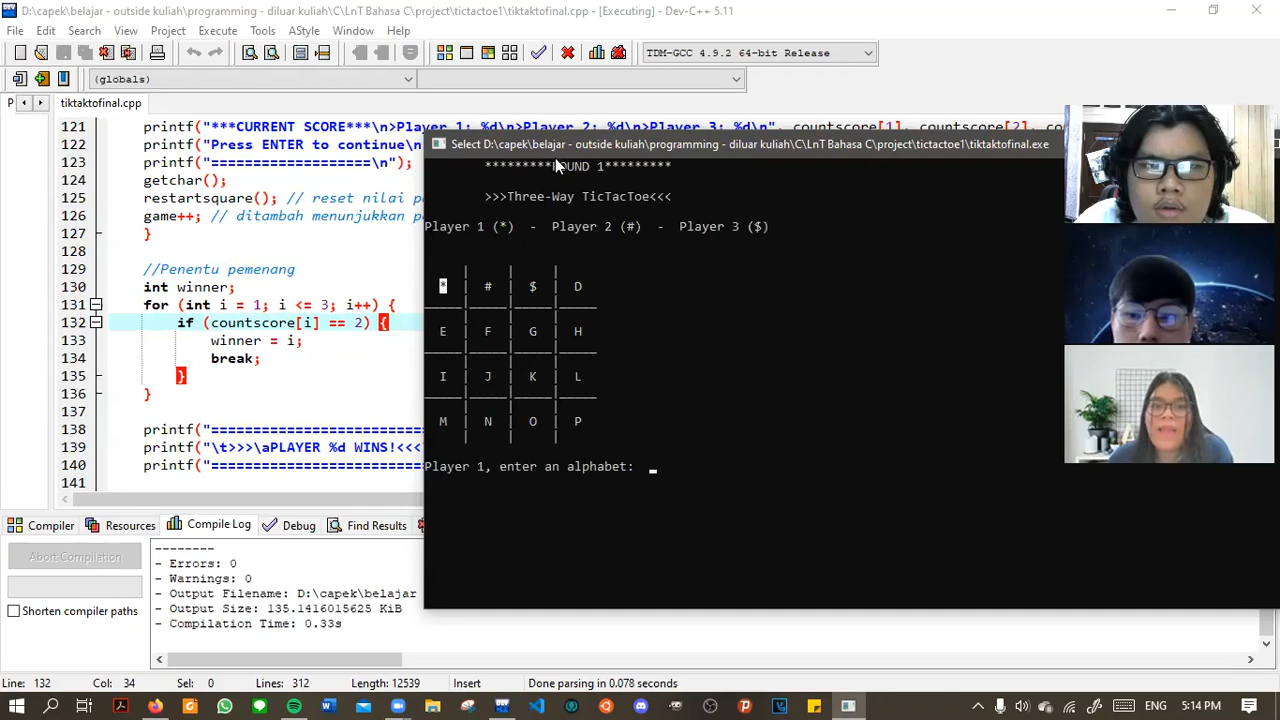 D:\capek\belajar - outside kuliah\programming - diluar kuliah\C\LnT Bahasa C\project\tictactoe1\tiktaktofinal.cpp - [Executing] - Dev-C++ 5.11
File Edit Search View Project Execute Tools AStyle Window Help
TDM-GCC 4.9.2 64-bit Release
(globals)
P tiktaktofinal.cpp
121 printf("***CURRENT SCORE***\n>Player 1: %d\n>Player 2: %d\n>Player 3: %d\n", countscore[1], countscore[2],
122 printf("Press ENTER to continue\n
123 printf("===================\n");
124 getchar();
125 restartsquare(); // reset nilai p
126 game++; // ditambah menunjukkan p
127 }
128
129 //Penentu pemenang
130 int winner;
131 for (int i = 1; i <= 3; i++) {
132 if (countscore[i] == 2) {
133 winner = i;
134 break;
135 }
136 }
137
138 printf("=====================
139 printf("\t>>>\aPLAYER %d WINS!<<<
140 printf("=====================
141
Select D:\capek\belajar - outside kuliah\programming - diluar kuliah\C\LnT Bahasa C\project\tictactoe1\tiktaktofinal.exe
*********ROUND 1*********
>>>Three-Way TicTacToe<<<
Player 1 (*) - Player 2 (#) - Player 3 ($)
* | # | $ | D
E | F | G | H
I | J | K | L
M | N | O | P
Player 1, enter an alphabet: _
Compiler Resources Compile Log Debug Find Results
Abort Compilation
Shorten compiler paths
--------
- Errors: 0
- Warnings: 0
- Output Filename: D:\capek\belajar
- Output Size: 135.1416015625 KiB
- Compilation Time: 0.33s
Line: 132 Col: 34 Sel: 0 Lines: 312 Length: 12539 Insert Done parsing in 0.078 seconds
5:14 PM